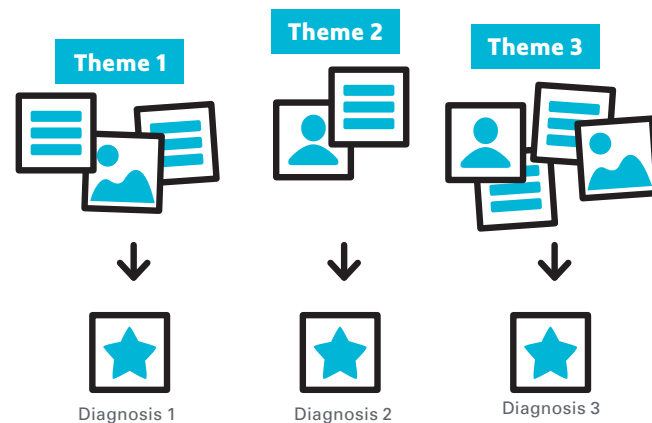 Theme 1
Theme 2
Theme 3
Diagnosis 1
Diagnosis 2
Diagnosis 3